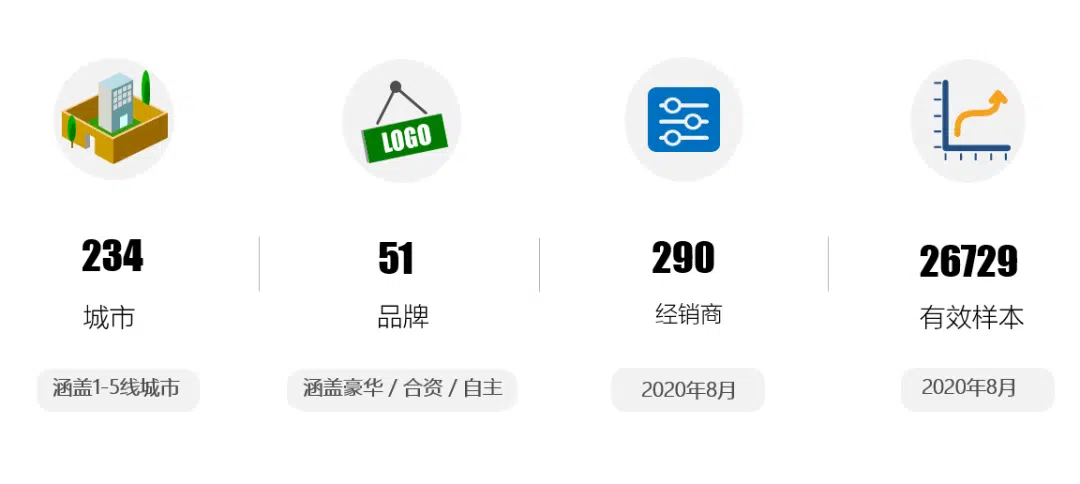 LOGO
234
51
290
26729
城市
品牌
经销商
有效样本
涵盖1-5线城市
涵盖豪华 / 合资 / 自主
2020年8月
2020年8月